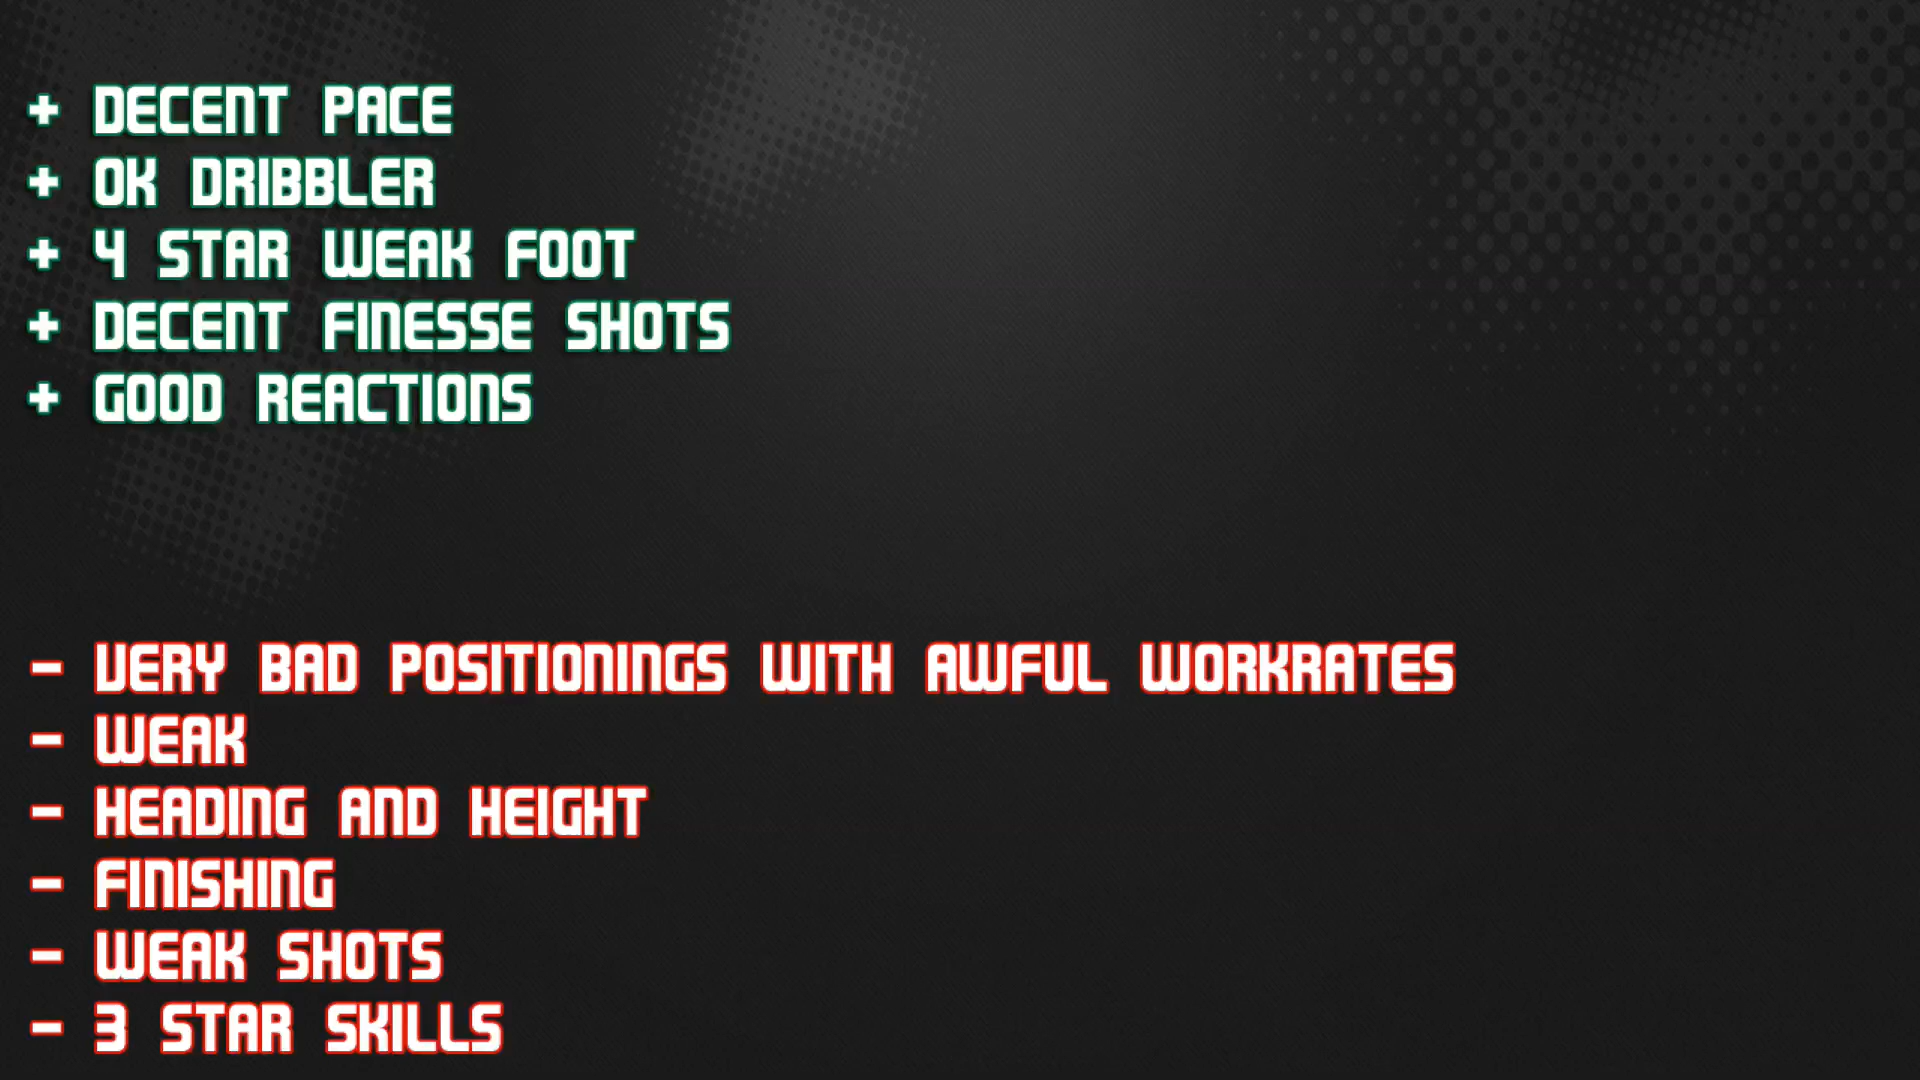 + DECENT PACE
+ OK DRIBBLER
+ 4 STAR WEAK FOOT
+ DECENT FINESSE SHOTS
+ GOOD REACTIONS
- VERY BAD POSITIONINGS WITH AWFUL WORKRATES
- WEAK
- HEADING AND HEIGHT
- FINISHING
- WEAK SHOTS
- 3 STAR SKILLS